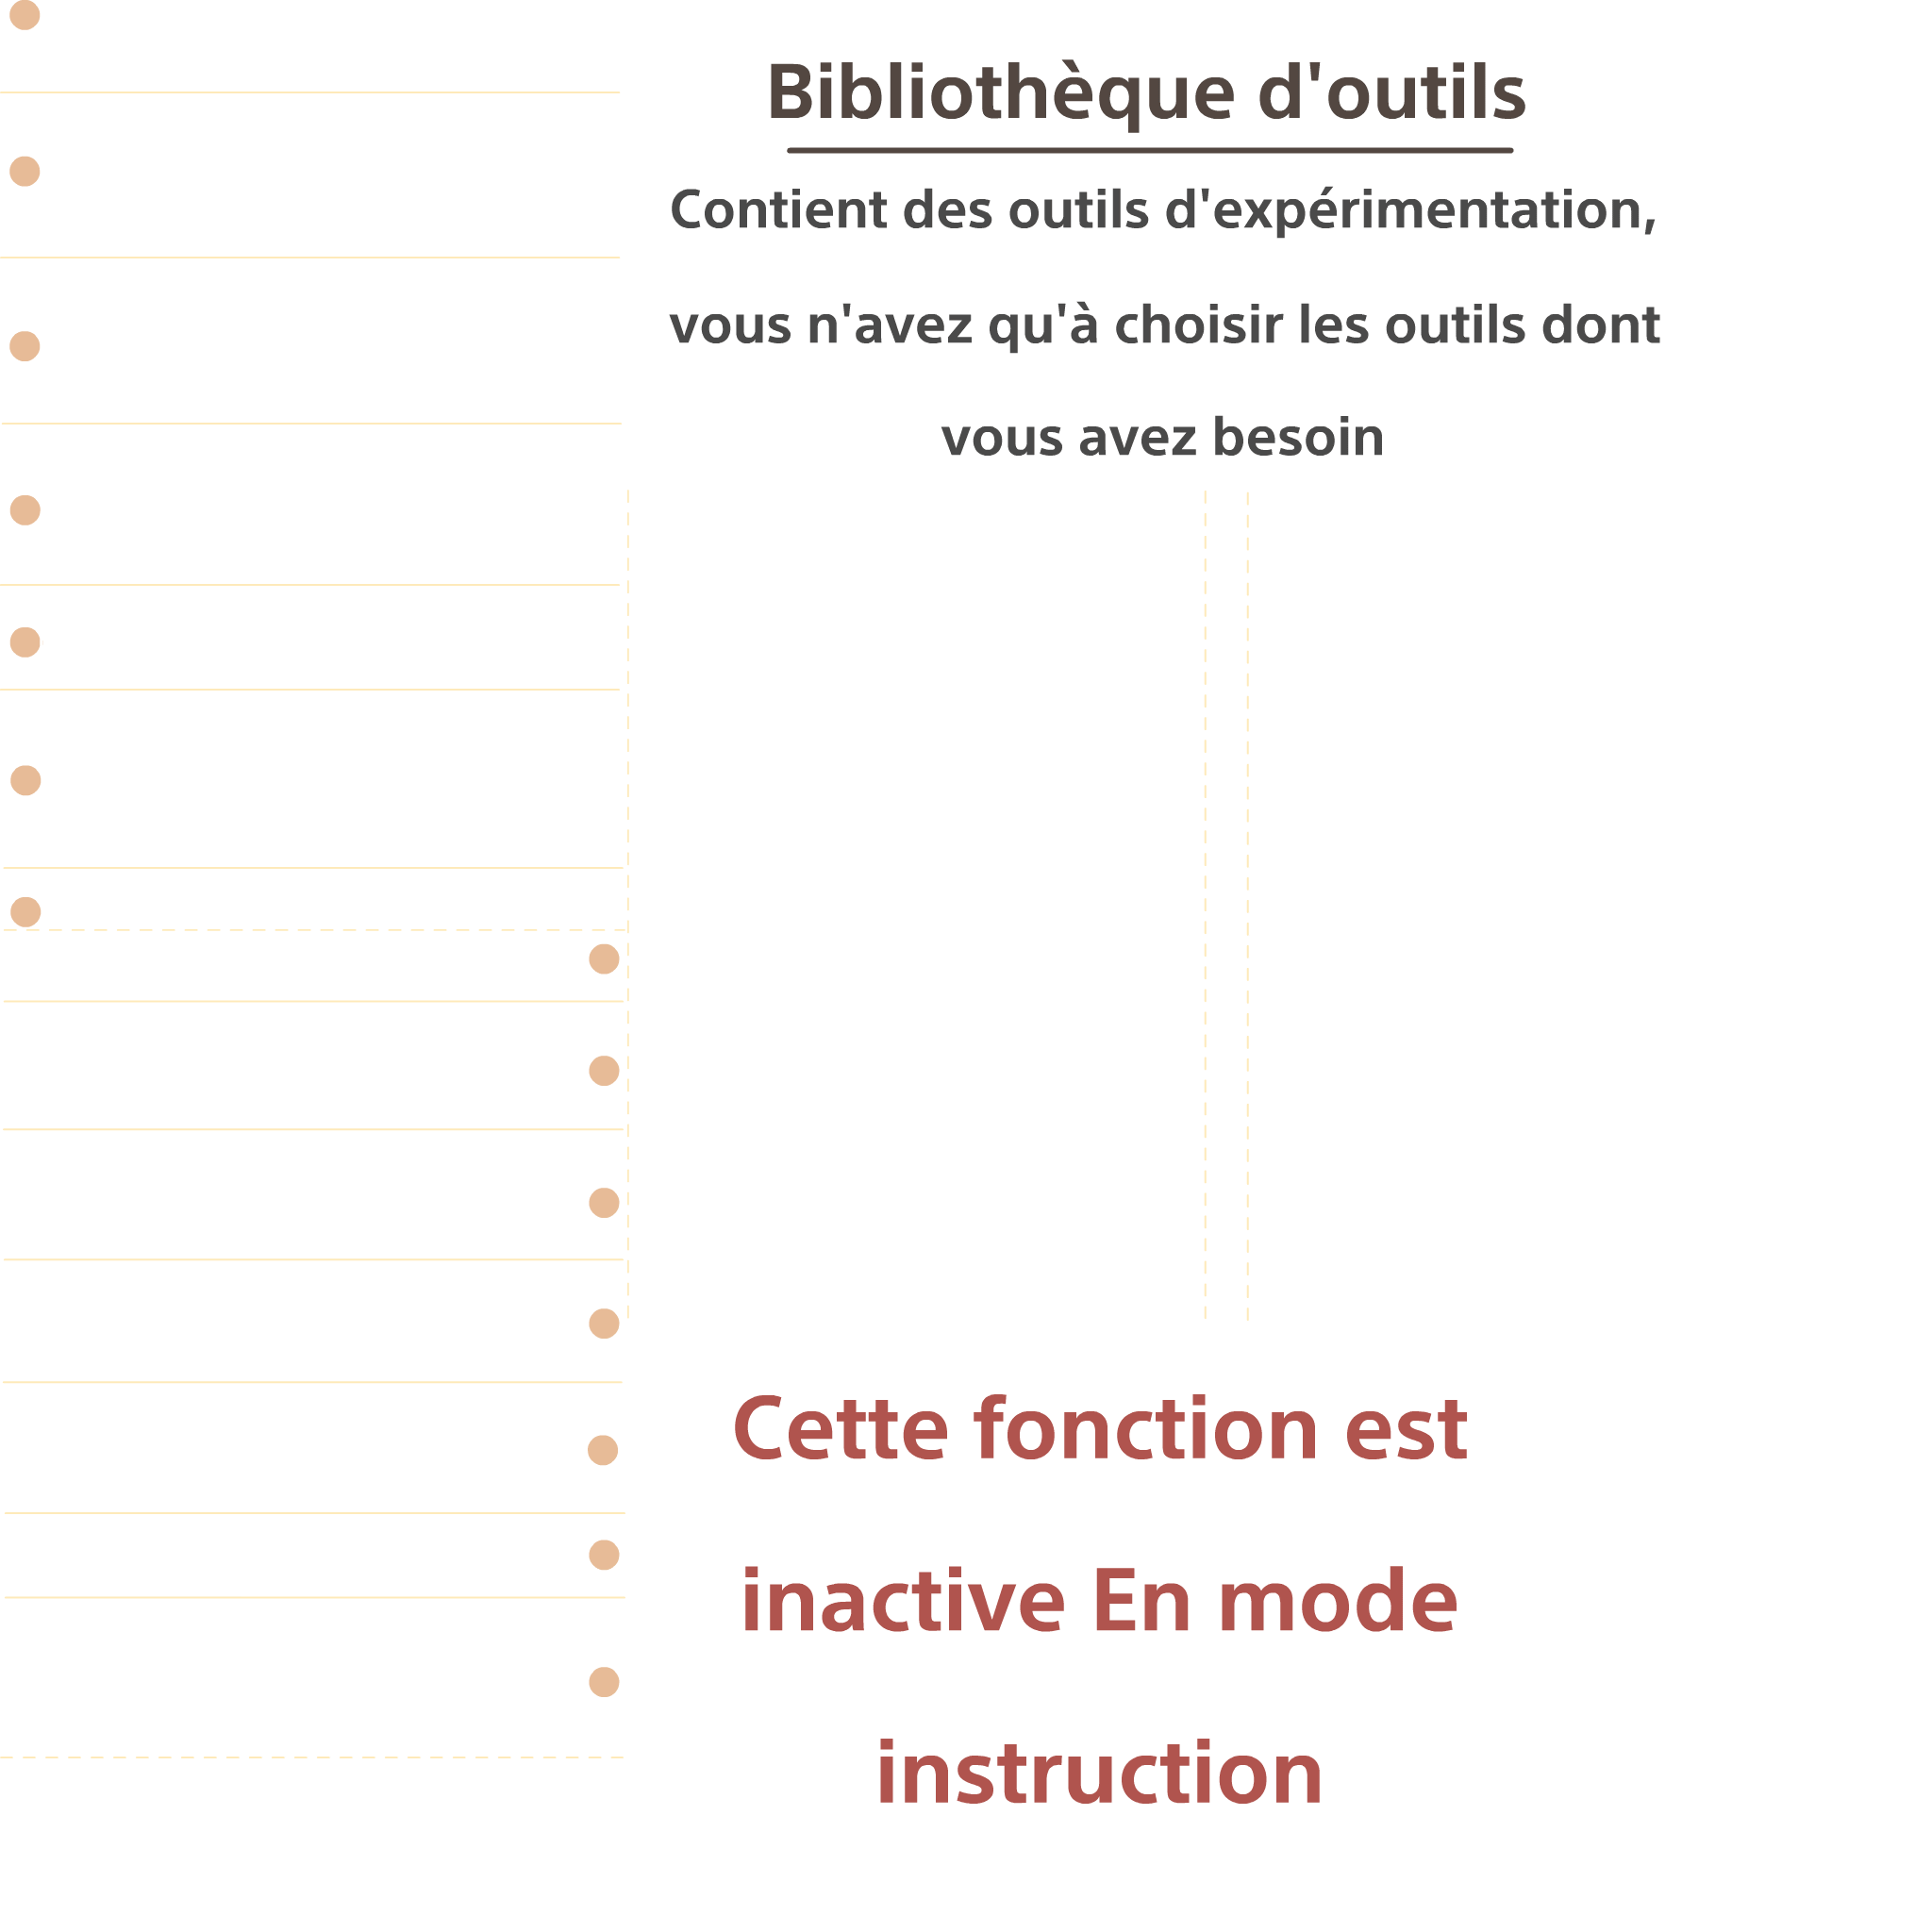 Bibliothèque d'outils
Contient des outils d'expérimentation,
vous n'avez qu'à choisir les outils dont
vous avez besoin
Cette fonction est
inactive En mode
instruction